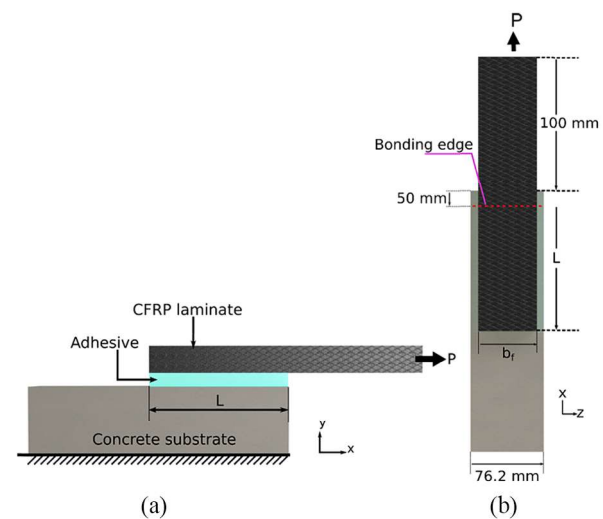 CFRP laminate
Adhesive
P
L
y
x
Concrete substrate
(a)
P
100 mm
Bonding edge
50 mm
L
bf
x
z
76.2 mm
(b)